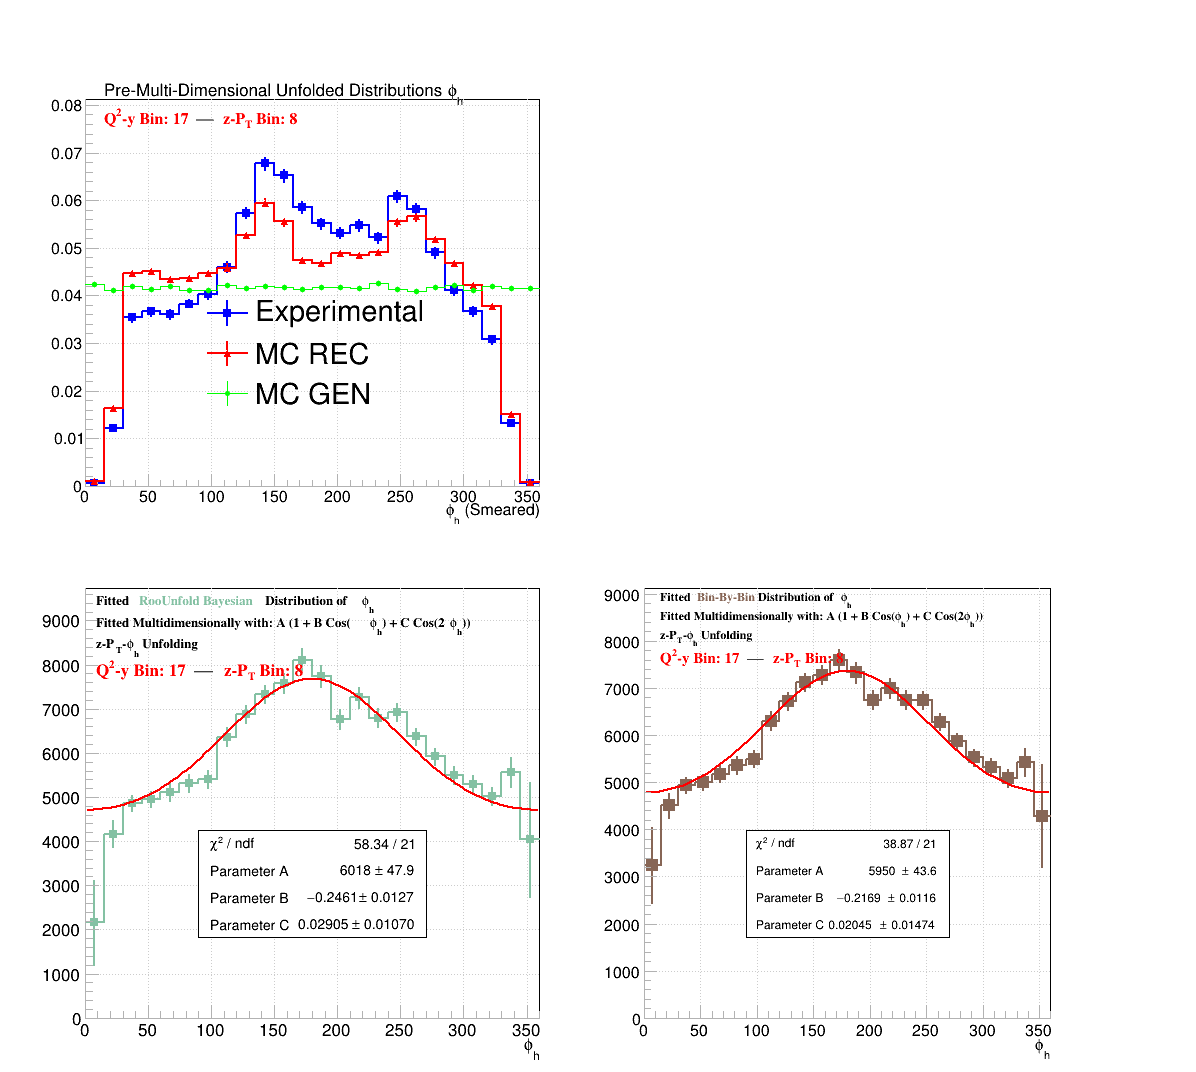 Pre-Multi-Dimensional Unfolded Distributions ϕh
Q2-y Bin: 17 — z-PT Bin: 8
0.08
0.07
0.06
0.05
0.04
0.03
0.02
0.01
0
Experimental
MC REC
MC GEN
0 50 100 150 200 250 300 350
ϕh (Smeared)
Fitted RooUnfold Bayesian Distribution of ϕh
Fitted Multidimensionally with: A (1 + B Cos( ϕh) + C Cos(2 ϕh))
z-PT-ϕh Unfolding
Q2-y Bin: 17 — z-PT Bin: 8
9000
8000
7000
6000
5000
4000
3000
2000
1000
0
χ2 / ndf 58.34 / 21
Parameter A 6018 ± 47.9
Parameter B −0.2461 ± 0.0127
Parameter C 0.02905 ± 0.01070
0 50 100 150 200 250 300 350
ϕh
Fitted Bin-By-Bin Distribution of ϕh
Fitted Multidimensionally with: A (1 + B Cos(ϕh) + C Cos(2ϕh))
z-PT-ϕh Unfolding
Q2-y Bin: 17 — z-PT Bin: 8
9000
8000
7000
6000
5000
4000
3000
2000
1000
0
χ2 / ndf 38.87 / 21
Parameter A 5950 ± 43.6
Parameter B −0.2169 ± 0.0116
Parameter C 0.02045 ± 0.01474
0 50 100 150 200 250 300 350
ϕh